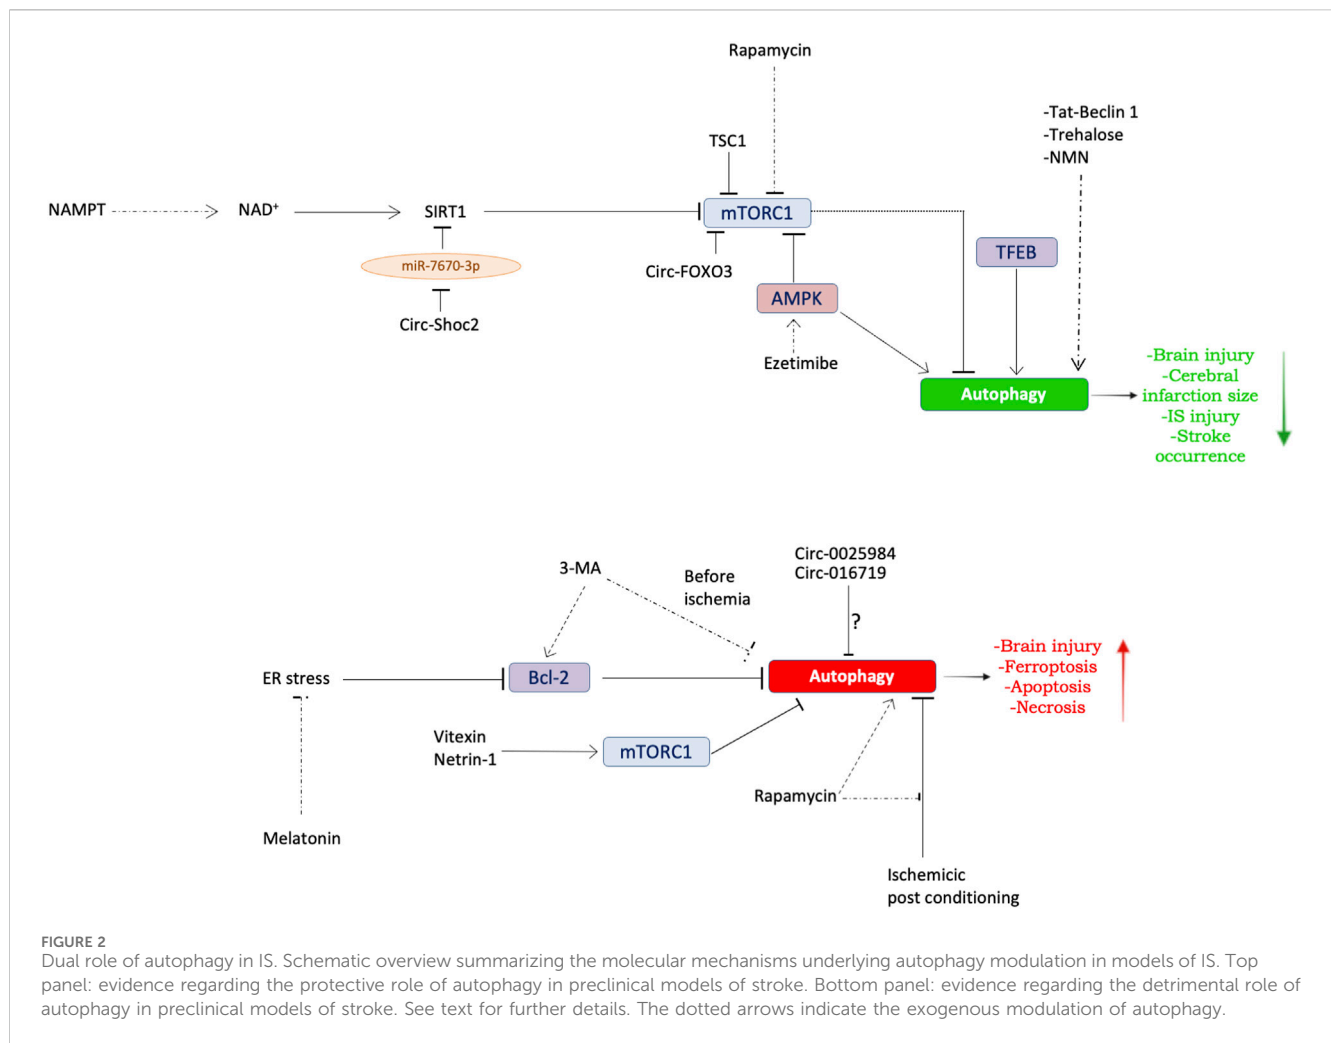 Rapamycin
-Tat-Beclin 1
-Trehalose
-NMN
TSC1
NAMPT
NAD+
SIRT1
mTORC1
TFEB
miR-7670-3p
Circ-FOXO3
AMPK
Circ-Shoc2
Ezetimibe
Autophagy
-Brain injury
-Cerebral
infarction size
-IS injury
-Stroke
occurrence
Circ-0025984
Circ-016719
3-MA
Before
ischemia
?
ER stress
Bcl-2
Autophagy
-Brain injury
-Ferroptosis
-Apoptosis
-Necrosis
Vitexin
Netrin-1
mTORC1
Rapamycin
Melatonin
Ischemicic
post conditioning
FIGURE 2
Dual role of autophagy in IS. Schematic overview summarizing the molecular mechanisms underlying autophagy modulation in models of IS. Top
panel: evidence regarding the protective role of autophagy in preclinical models of stroke. Bottom panel: evidence regarding the detrimental role of
autophagy in preclinical models of stroke. See text for further details. The dotted arrows indicate the exogenous modulation of autophagy.